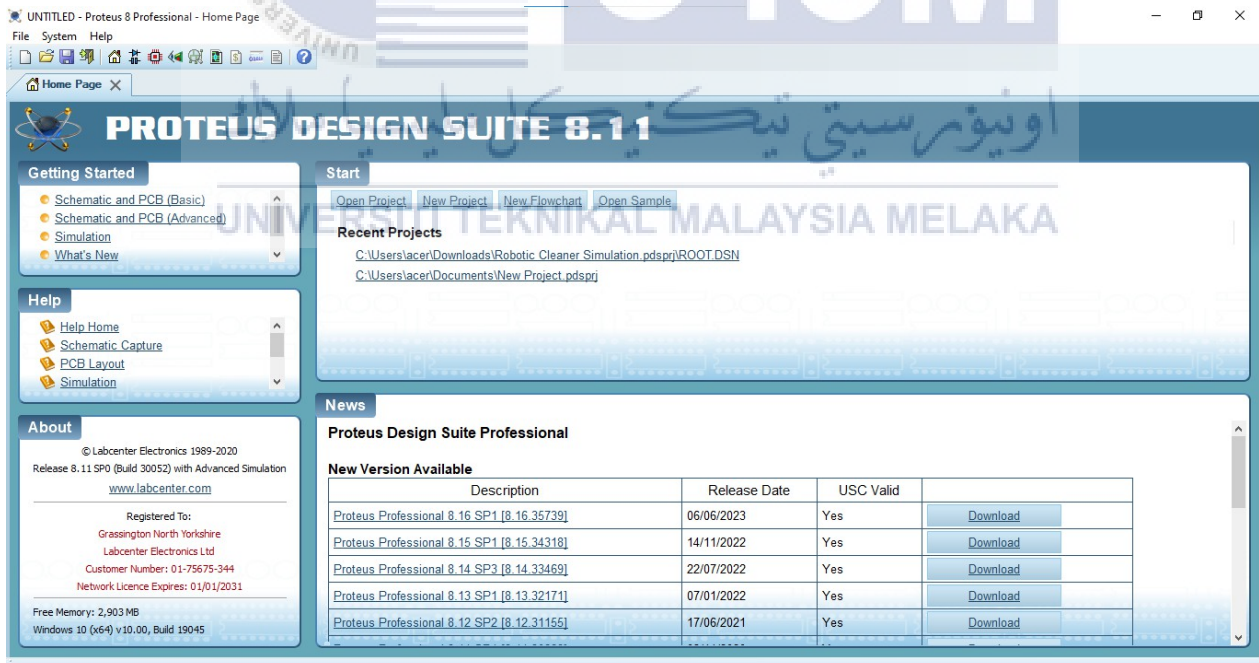 UNTITLED - Proteus 8 Professional - Home Page
File System Help
Home Page
PROTEUS DESIGN SUITE 8.11
Getting Started
Schematic and PCB (Basic)
Schematic and PCB (Advanced)
Simulation
What's New
Start
Open Project New Project New Flowchart Open Sample
Recent Projects
C:\Users\acer\Downloads\Robotic Cleaner Simulation.pdsprj\ROOT.DSN
C:\Users\acer\Documents\New Project.pdsprj
اونيۏرسيتي تيكنيكل مليسيا ملاك
UNIVERSITI TEKNIKAL MALAYSIA MELAKA
Help
Help Home
Schematic Capture
PCB Layout
Simulation
About
© Labcenter Electronics 1989-2020
Release 8.11 SP0 (Build 30052) with Advanced Simulation
www.labcenter.com
Registered To:
Grassington North Yorkshire
Labcenter Electronics Ltd
Customer Number: 01-75675-344
Network Licence Expires: 01/01/2031
Free Memory: 2,903 MB
Windows 10 (x64) v10.00, Build 19045
News
Proteus Design Suite Professional
New Version Available
Description Release Date USC Valid
Proteus Professional 8.16 SP1 [8.16.35739] 06/06/2023 Yes Download
Proteus Professional 8.15 SP1 [8.15.34318] 14/11/2022 Yes Download
Proteus Professional 8.14 SP3 [8.14.33469] 22/07/2022 Yes Download
Proteus Professional 8.13 SP1 [8.13.32171] 07/01/2022 Yes Download
Proteus Professional 8.12 SP2 [8.12.31155] 17/06/2021 Yes Download